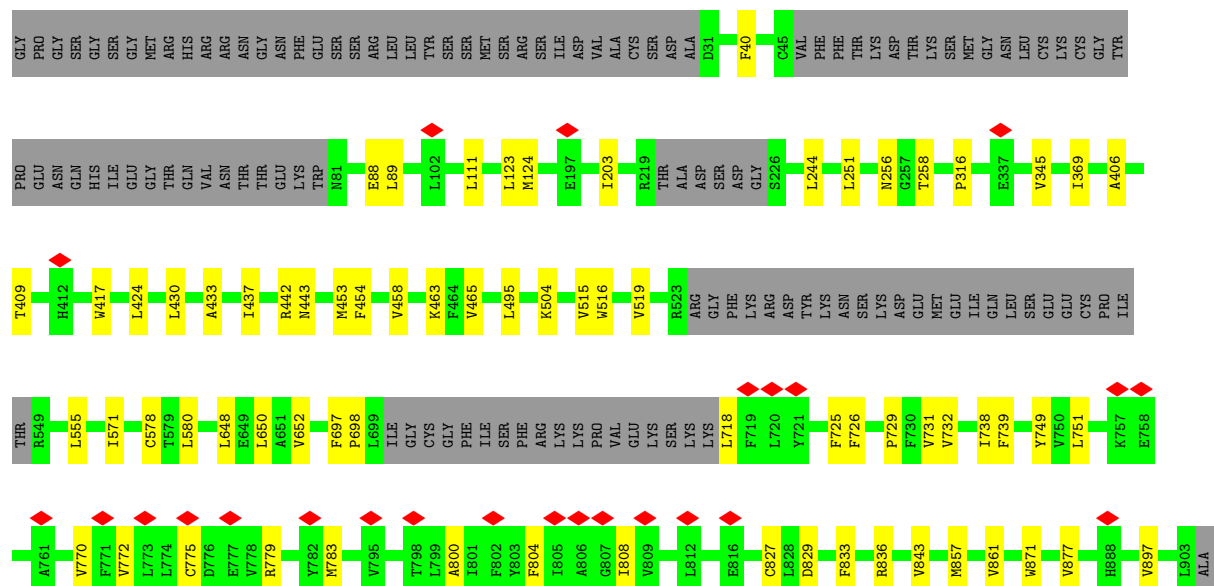 GLY PRO GLY SER GLY SER SER GLY MET ARG HIS ARG ARG ASN GLY ASN PHE GLU SER SER ARG LEU LEU TYR SER SER MET SER ARG SER ILE ASP VAL ALA CYS SER ASP ALA D31 F40 C45 VAL PHE PHE THR LYS ASP THR LYS SER MET GLY ASN LEU CYS LYS CYS GLY TYR
PRO GLU ASN GLN HIS ILE GLU GLY THR GLN VAL ASN THR THR GLU LYS TRP N81 E88 L89 L102 L111 L123 M124 E197 I203 R219 THR ALA ASP SER ASP GLY S226 L244 L251 N256 G257 T258 P316 E337 V345 I369 A406
T409 H412 W417 L424 L430 A433 I437 R442 N443 M453 F454 V458 K463 F464 V465 L495 K504 V515 W516 V519 R523 ARG GLY PHE LYS ARG ASP TYR LYS ASN SER LYS ASP GLU MET GLU ILE GLN LEU SER GLU GLU CYS PRO ILE
THR R549 L555 I571 C578 T579 L580 L648 E649 L650 A651 V652 F697 P698 L699 ILE GLY CYS GLY PHE ILE SER PHE ARG LYS LYS PRO VAL GLU LYS SER LYS LYS L718 F719 L720 Y721 F725 F726 P729 F730 V731 V732 I738 F739 Y749 V750 L751 K757 E758
A761 V770 F771 V772 L773 L774 C775 D776 E777 V778 R779 Y782 M783 V795 T798 L799 A800 I801 F802 Y803 F804 I805 A806 G807 I808 V809 L812 E816 C827 L828 D829 F833 R836 V843 M857 V861 W871 V877 H888 V897 L903 ALA